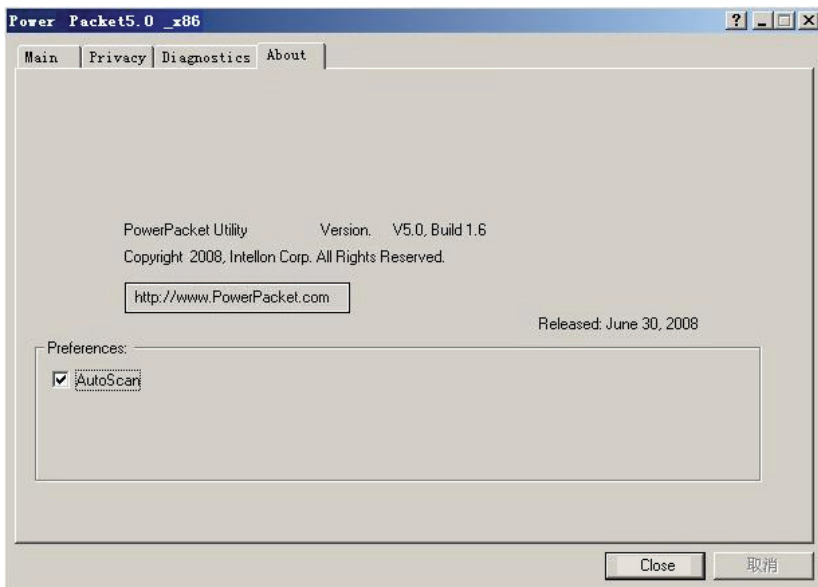 Power Packet5.0 _x86
Main Privacy Diagnostics About
PowerPacket Utility Version. V5.0, Build 1.6
Copyright 2008, Intellon Corp. All Rights Reserved.
http://www.PowerPacket.com
Released: June 30, 2008
Preferences:
AutoScan
Close 取消